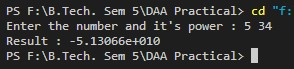 PS F:\B.Tech. Sem 5\DAA Practical> cd "f:
Enter the number and it's power : 5 34
Result : -5.13066e+010
PS F:\B.Tech. Sem 5\DAA Practical>